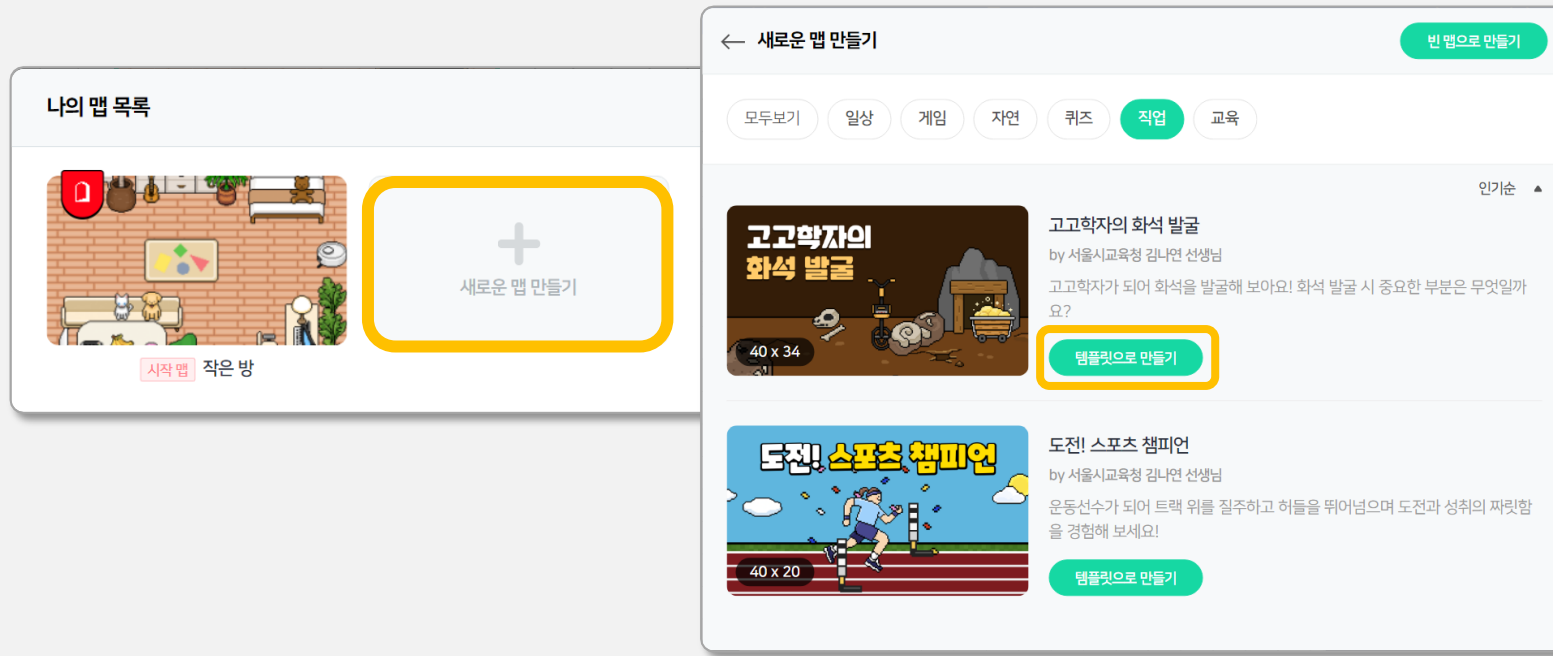 나의 맵 목록
새로운 맵 만들기
시작 맵 작은 방
새로운 맵 만들기
빈 맵으로 만들기
모두보기 일상 게임 자연 퀴즈 직업 교육
인기순
고고학자의
화석 발굴
40 x 34
고고학자의 화석 발굴
by 서울시교육청 김나연 선생님
고고학자가 되어 화석을 발굴해 보아요! 화석 발굴 시 중요한 부분은 무엇일까
요?
템플릿으로 만들기
도전! 스포츠 챔피언
40 x 20
도전! 스포츠 챔피언
by 서울시교육청 김나연 선생님
운동선수가 되어 트랙 위를 질주하고 허들을 뛰어넘으며 도전과 성취의 짜릿함
을 경험해 보세요!
템플릿으로 만들기